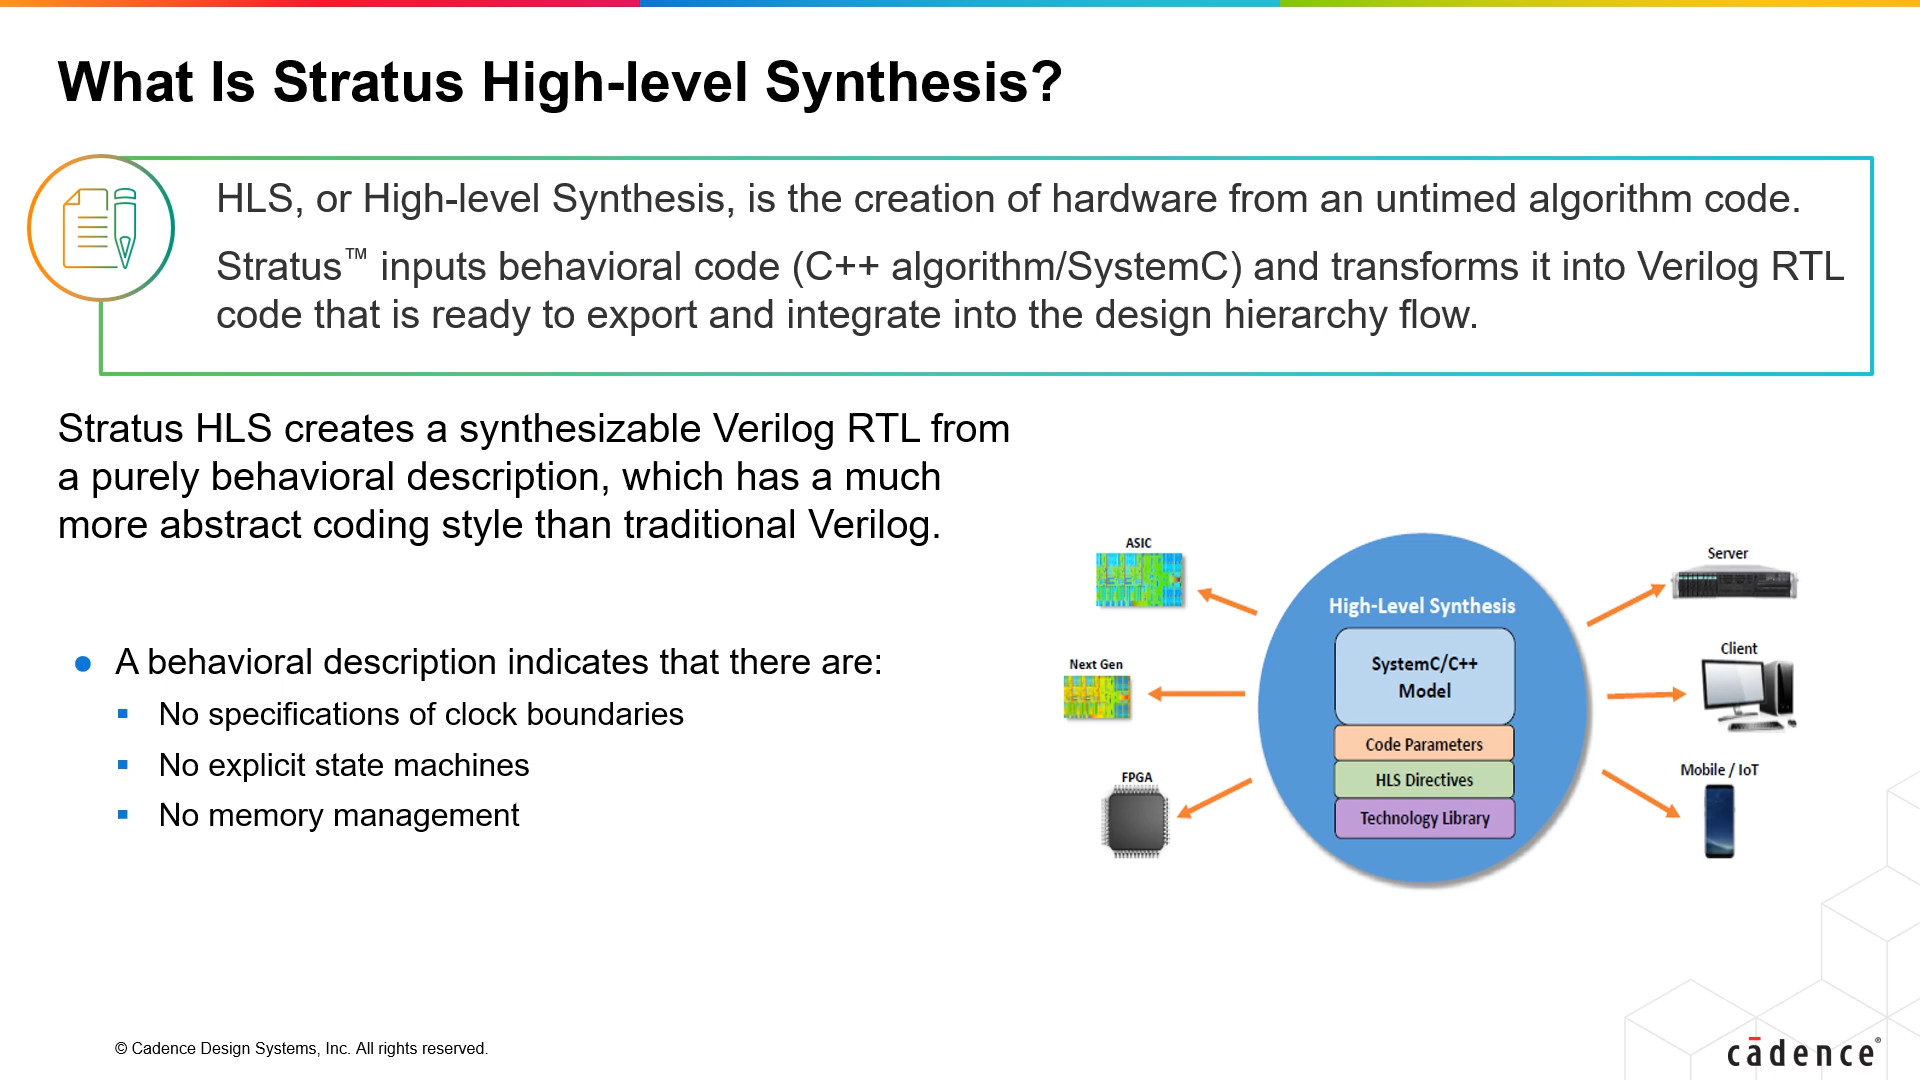 What Is Stratus High-level Synthesis?
HLS, or High-level Synthesis, is the creation of hardware from an untimed algorithm code.
Stratus™ inputs behavioral code (C++ algorithm/SystemC) and transforms it into Verilog RTL
code that is ready to export and integrate into the design hierarchy flow.
Stratus HLS creates a synthesizable Verilog RTL from
a purely behavioral description, which has a much
more abstract coding style than traditional Verilog.
● A behavioral description indicates that there are:
▪ No specifications of clock boundaries
▪ No explicit state machines
▪ No memory management
ASIC
Next Gen
FPGA
High-Level Synthesis
SystemC/C++
Model
Code Parameters
HLS Directives
Technology Library
Server
Client
Mobile / IoT
© Cadence Design Systems, Inc. All rights reserved.
cādence®